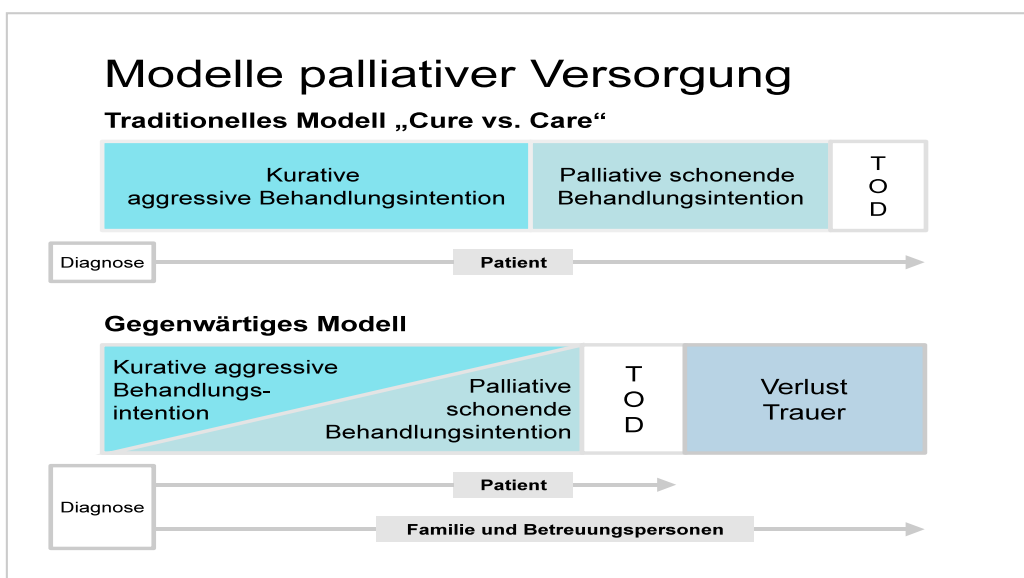 Modelle palliativer Versorgung
Traditionelles Modell „Cure vs. Care“
Kurative
aggressive Behandlungsintention
Palliative schonende
Behandlungsintention
T
O
D
Diagnose
Patient
Gegenwärtiges Modell
Kurative aggressive
Behandlungs-
intention
Palliative
schonende
Behandlungsintention
T
O
D
Verlust
Trauer
Diagnose
Patient
Familie und Betreuungspersonen